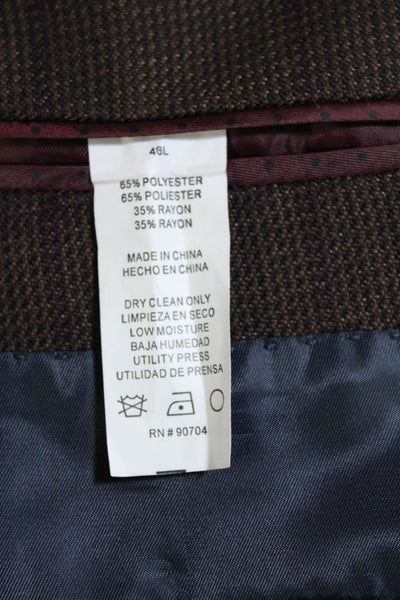 46L
65% POLYESTER
65% POLIESTER
35% RAYON
35% RAYON
MADE IN CHINA
HECHO EN CHINA
DRY CLEAN ONLY
LIMPIEZA EN SECO
LOW MOISTURE
BAJA HUMEDAD
UTILITY PRESS
UTILIDAD DE PRENSA
RN # 90704